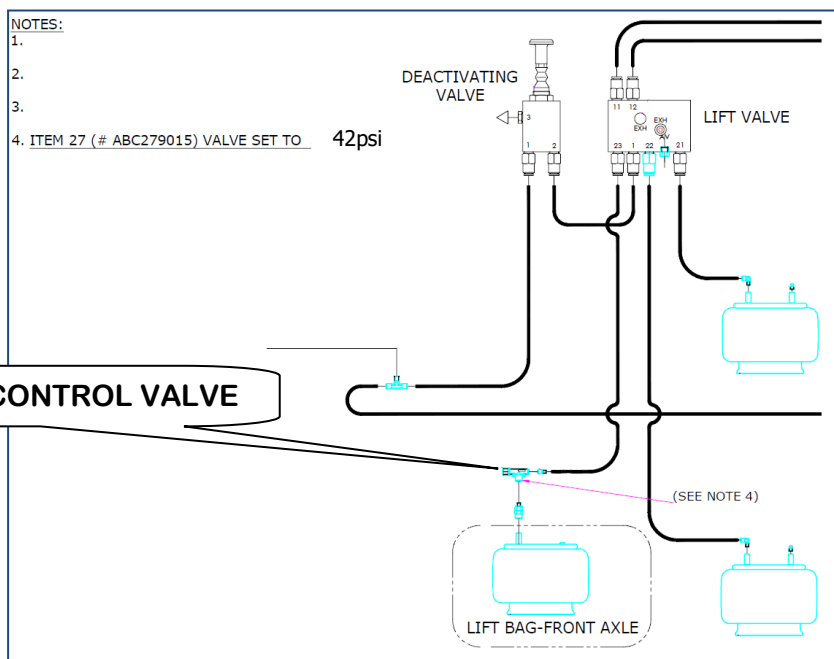 NOTES:
1.
2.
3.
4. ITEM 27 (# ABC279015) VALVE SET TO 42psi
DEACTIVATING
VALVE
LIFT VALVE
3
1 2
11 12
EXH
EXH
AV
23 1 22 21
CONTROL VALVE
(SEE NOTE 4)
LIFT BAG-FRONT AXLE